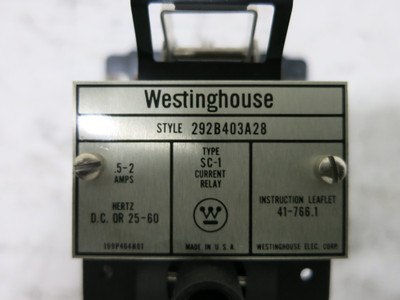 Westinghouse
STYLE 292B403A28
.5-2
AMPS
HERTZ
D.C. OR 25-60
TYPE
SC-1
CURRENT
RELAY
MADE IN U.S.A.
INSTRUCTION LEAFLET
41-766.1
WESTINGHOUSE ELEC. CORP.